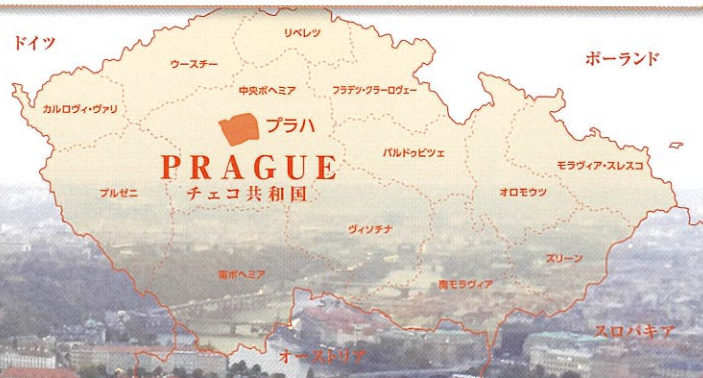 ドイツ
リベレツ
ポーランド
ウースチー
中央ボヘミア
フラデツ・クラーロヴェー
カルロヴィ・ヴァリ
プラハ
パルドゥビツェ
PRAGUE
モラヴィア・スレスコ
プルゼニ
チェコ共和国
オロモウツ
ヴィソチナ
ズリーン
南ボヘミア
南モラヴィア
スロバキア
オーストリア